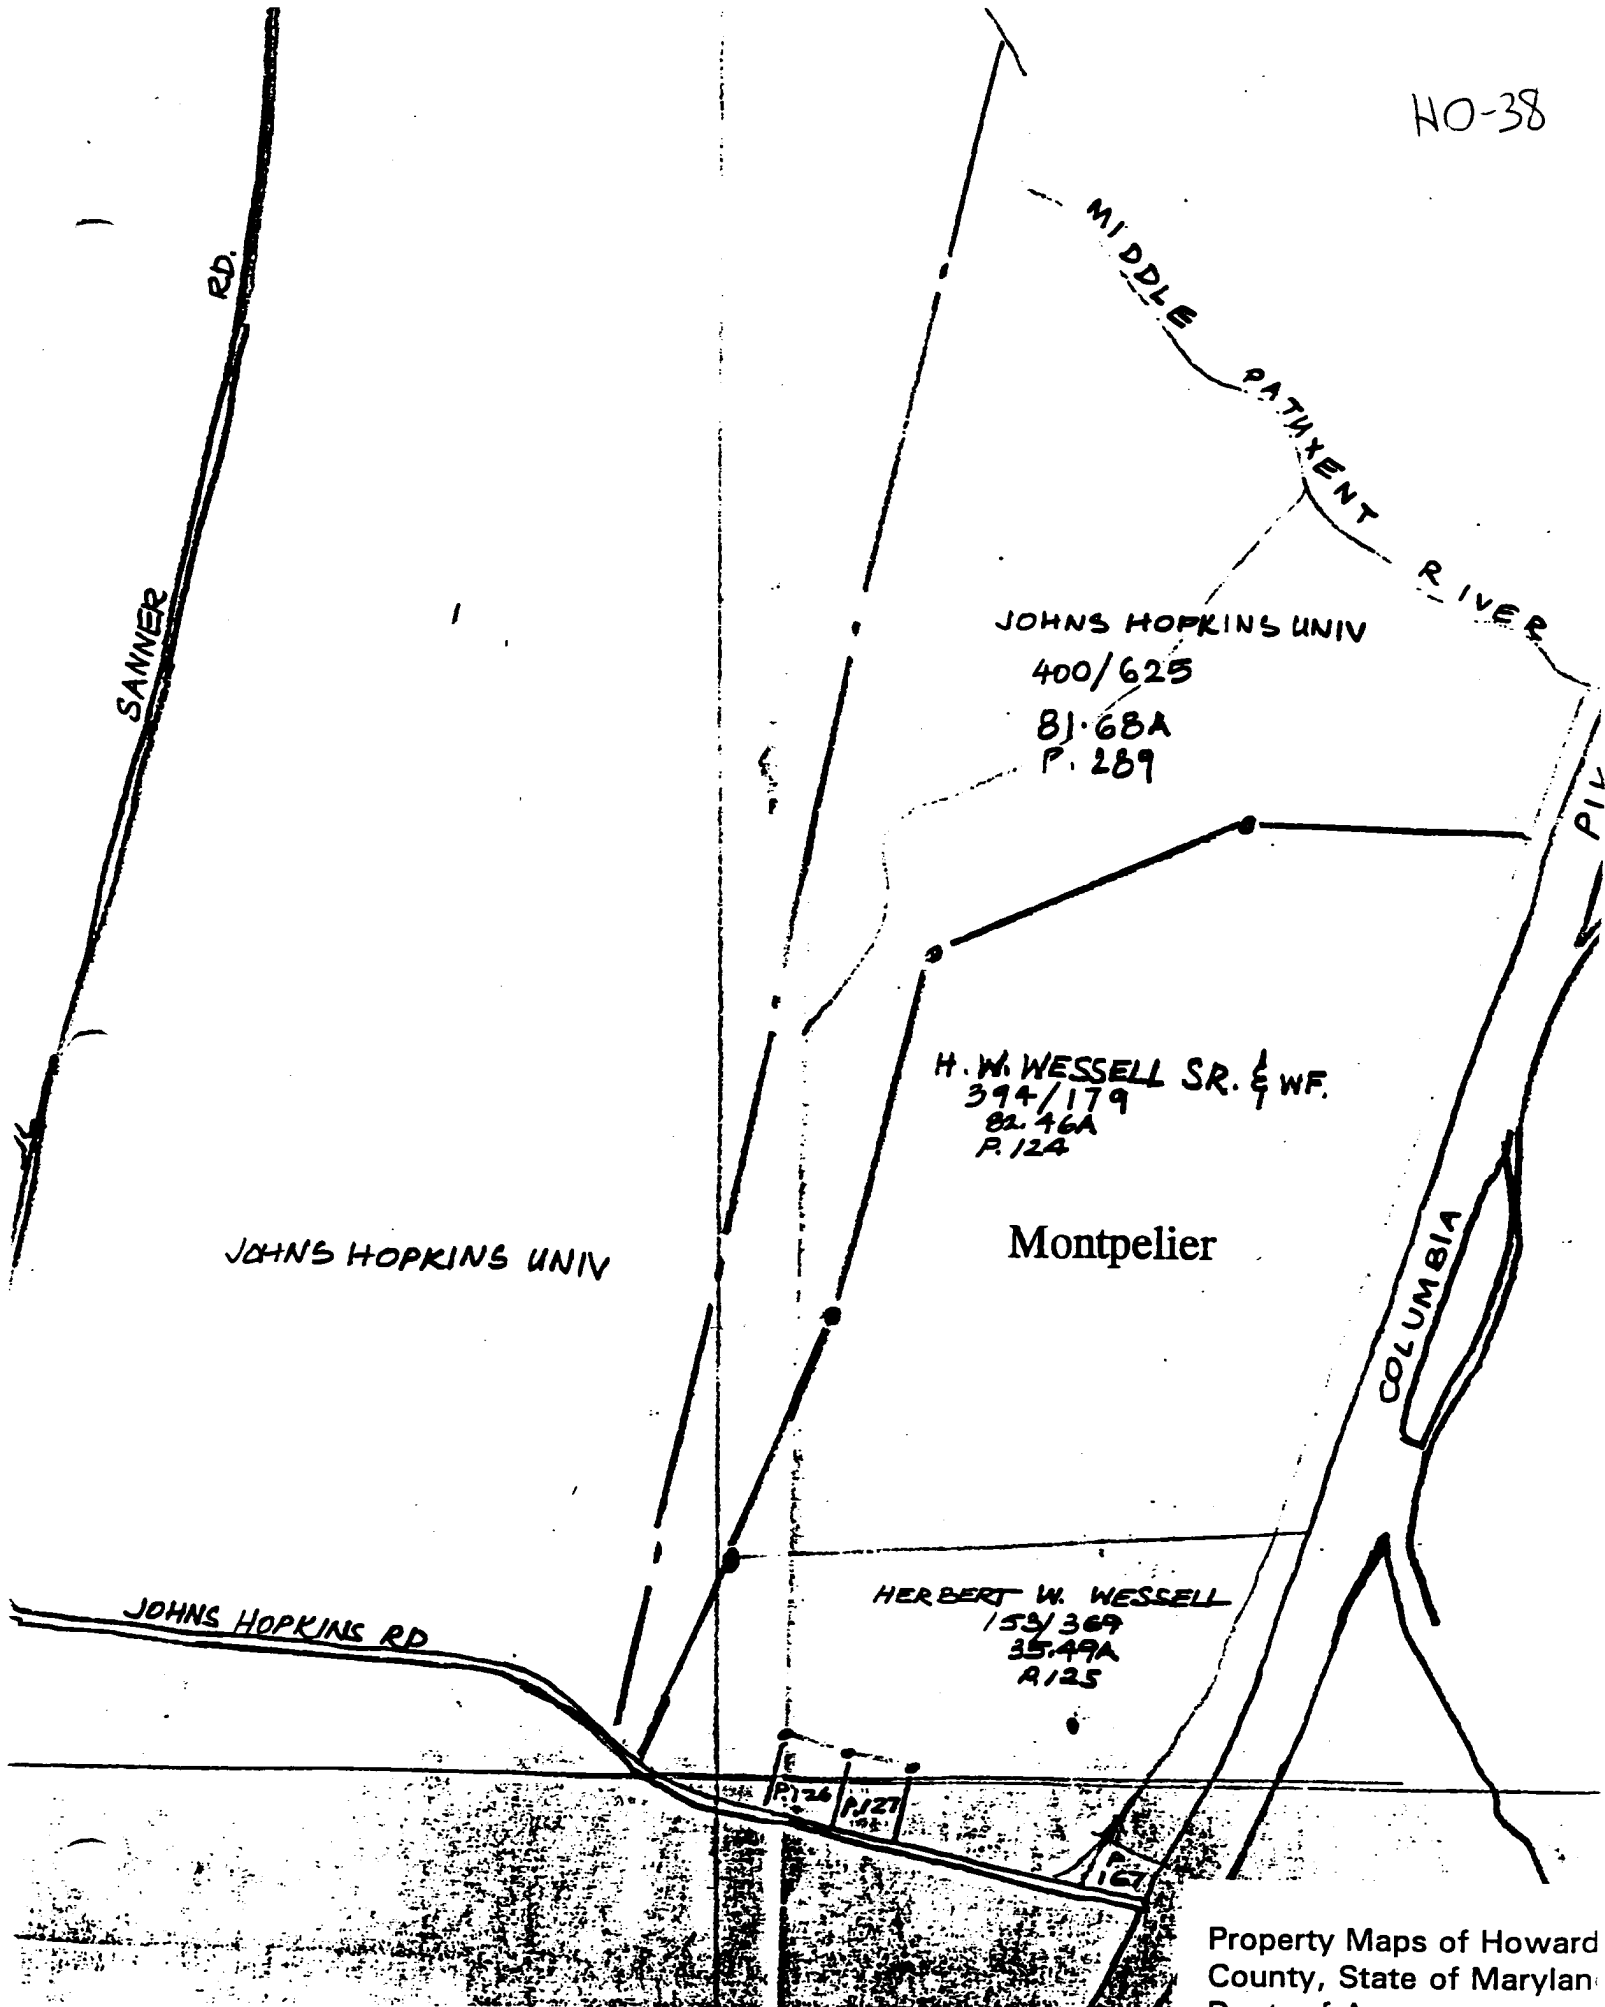 HO-38
RD.
SANNER
MIDDLE
PATUXENT
RIVER
JOHNS HOPKINS UNIV
400/625
81.68A
P. 289
H. W. WESSELL SR. & WF.
394/179
82.46A
P. 124
Montpelier
JOHNS HOPKINS UNIV
COLUMBIA
JOHNS HOPKINS RD
HERBERT W. WESSELL
153/369
35.49A
P. 125
P. 126
P. 127
P
167
Property Maps of Howard
County, State of Marylan